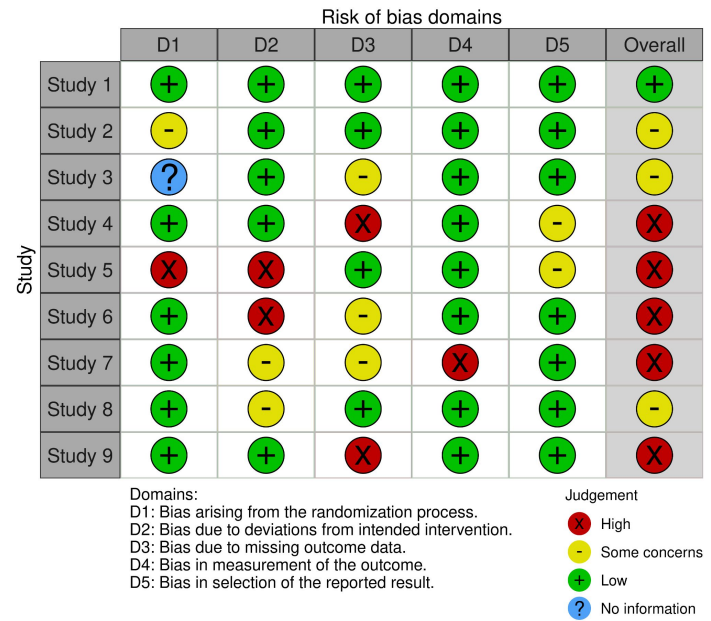 Risk of bias domains
D1 D2 D3 D4 D5 Overall
Study
Study 1 + + + + + +
Study 2 - + + + + -
Study 3 ? + - + + -
Study 4 + + X + - X
Study 5 X X + + - X
Study 6 + X - + + X
Study 7 + - - X + X
Study 8 + - + + + -
Study 9 + + X + + X
Domains:
D1: Bias arising from the randomization process.
D2: Bias due to deviations from intended intervention.
D3: Bias due to missing outcome data.
D4: Bias in measurement of the outcome.
D5: Bias in selection of the reported result.
Judgement
X High
- Some concerns
+ Low
? No information